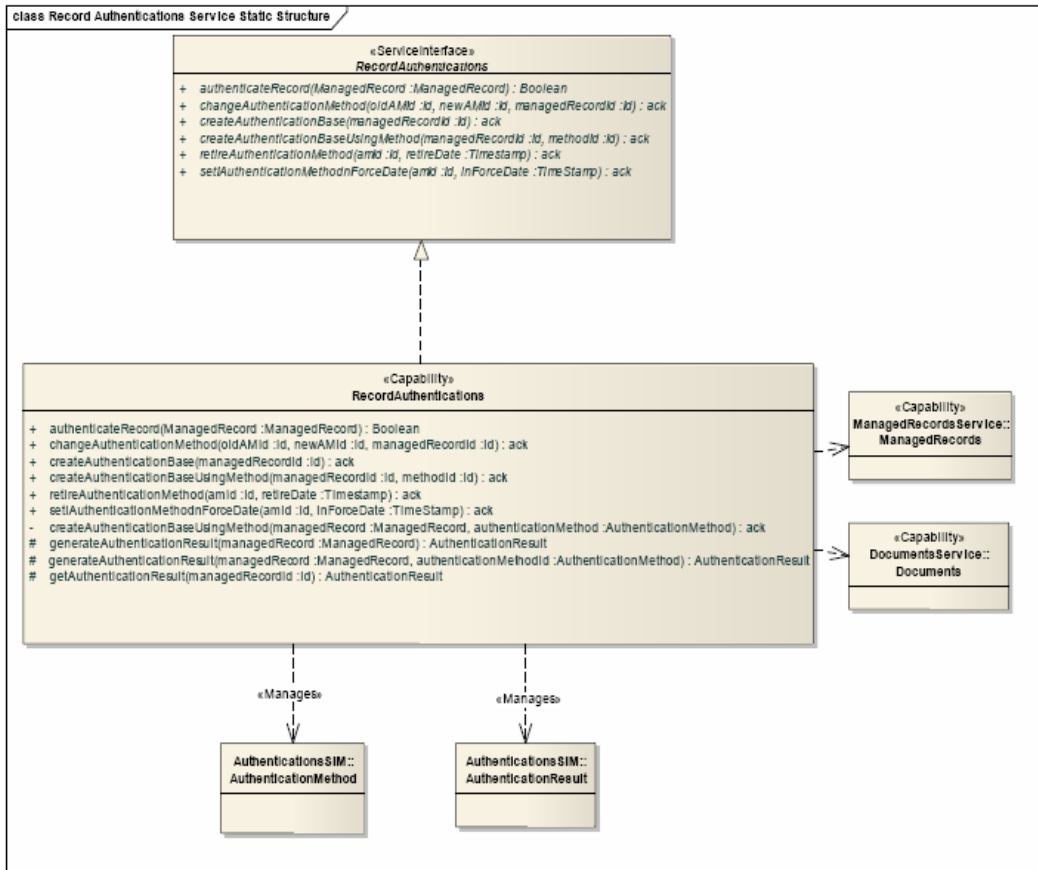 class Record Authentications Service Static Structure
«ServiceInterface»
RecordAuthentications
+ authenticateRecord(ManagedRecord :ManagedRecord) : Boolean
+ changeAuthenticationMethod(oldAMId :Id, newAMId :Id, managedRecordId :Id) : ack
+ createAuthenticationBase(managedRecordId :Id) : ack
+ createAuthenticationBaseUsingMethod(managedRecordId :Id, methodId :Id) : ack
+ retireAuthenticationMethod(amId :Id, retireDate :Timestamp) : ack
+ setIAuthenticationMethodnForceDate(amId :Id, InForceDate :TimeStamp) : ack
«Capability»
RecordAuthentications
+ authenticateRecord(ManagedRecord :ManagedRecord) : Boolean
+ changeAuthenticationMethod(oldAMId :Id, newAMId :Id, managedRecordId :Id) : ack
+ createAuthenticationBase(managedRecordId :Id) : ack
+ createAuthenticationBaseUsingMethod(managedRecordId :Id, methodId :Id) : ack
+ retireAuthenticationMethod(amId :Id, retireDate :Timestamp) : ack
+ setIAuthenticationMethodnForceDate(amId :Id, InForceDate :TimeStamp) : ack
- createAuthenticationBaseUsingMethod(managedRecord :ManagedRecord, authenticationMethod :AuthenticationMethod) : ack
# generateAuthenticationResult(managedRecord :ManagedRecord) : AuthenticationResult
# generateAuthenticationResult(managedRecord :ManagedRecord, authenticationMethodId :AuthenticationMethod) : AuthenticationResult
# getAuthenticationResult(managedRecordId :Id) : AuthenticationResult
«Capability»
ManagedRecordsService::
ManagedRecords
«Capability»
DocumentsService::
Documents
«Manages»
«Manages»
AuthenticationsSIM::
AuthenticationMethod
AuthenticationsSIM::
AuthenticationResult